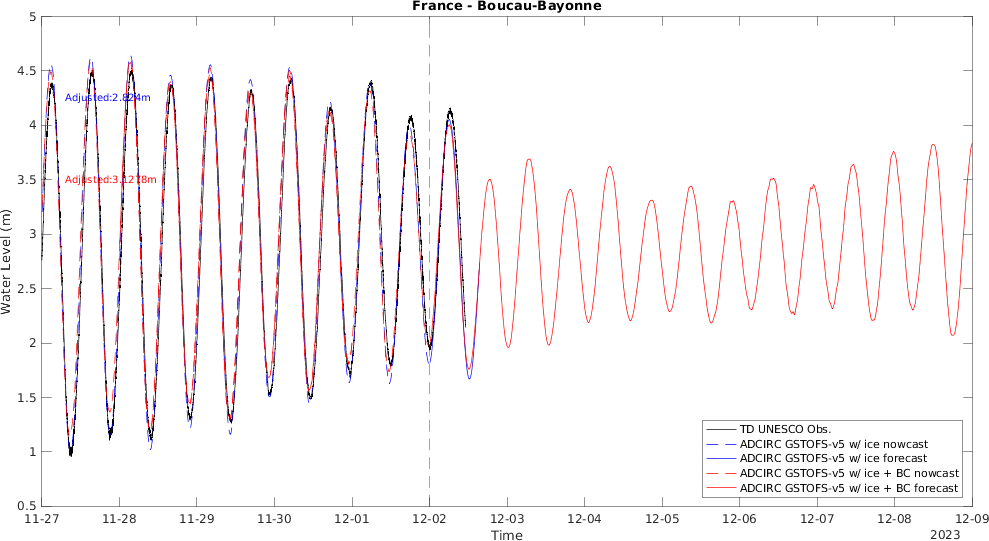 France - Boucau-Bayonne
5
4.5
4
3.5
3
2.5
2
1.5
1
0.5
Water Level (m)
Adjusted:2.824m
Adjusted:3.1278m
TD UNESCO Obs.
ADCIRC GSTOFS-v5 w/ ice nowcast
ADCIRC GSTOFS-v5 w/ ice forecast
ADCIRC GSTOFS-v5 w/ ice + BC nowcast
ADCIRC GSTOFS-v5 w/ ice + BC forecast
11-27 11-28 11-29 11-30 12-01 12-02 12-03 12-04 12-05 12-06 12-07 12-08 12-09
Time
2023